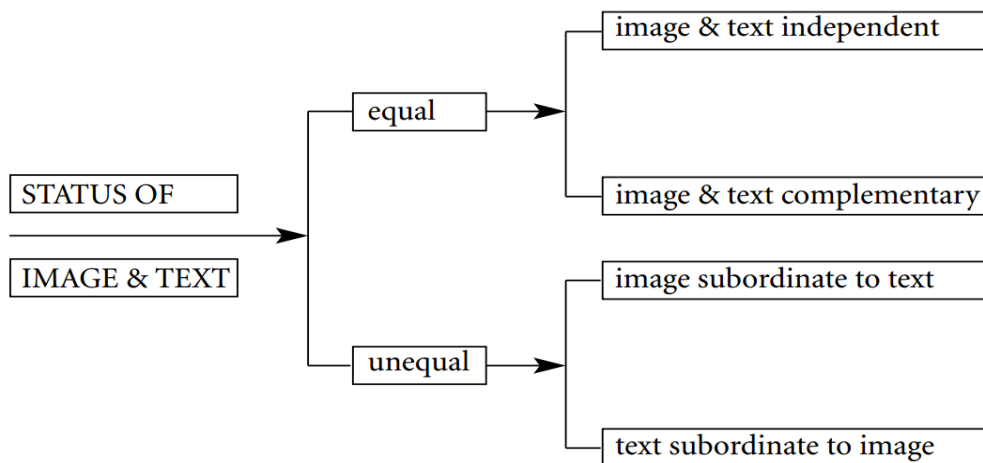 image & text independent
equal
STATUS OF
image & text complementary
IMAGE & TEXT
image subordinate to text
unequal
text subordinate to image